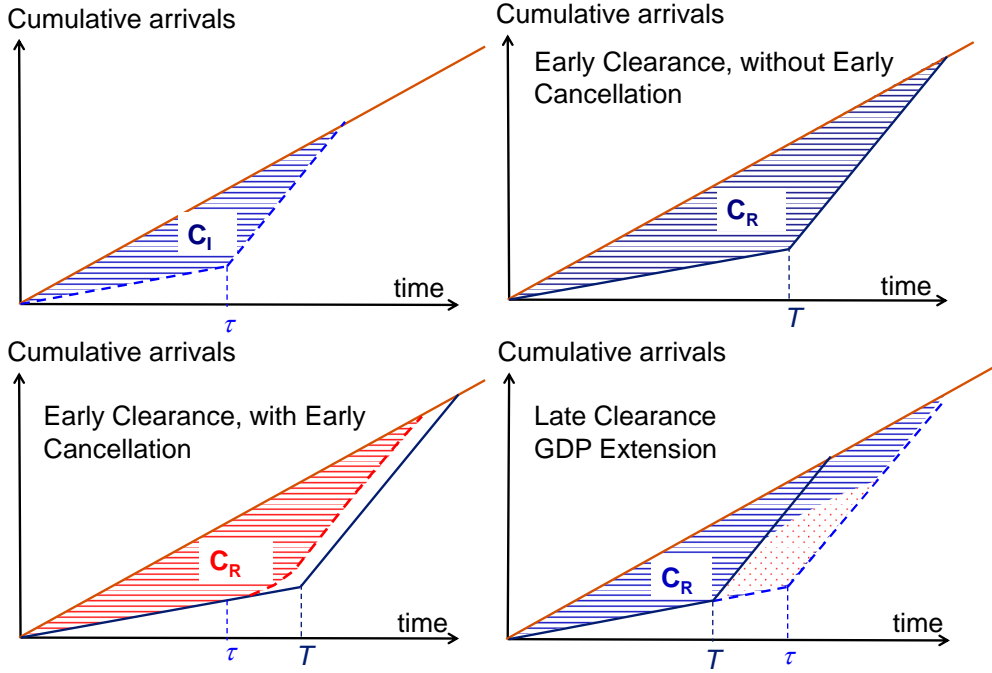 Cumulative arrivals
C_I
time
τ
Cumulative arrivals
Early Clearance, without Early
Cancellation
C_R
time
T
Cumulative arrivals
Early Clearance, with Early
Cancellation
C_R
time
τ
T
Cumulative arrivals
Late Clearance
GDP Extension
C_R
time
T
τ